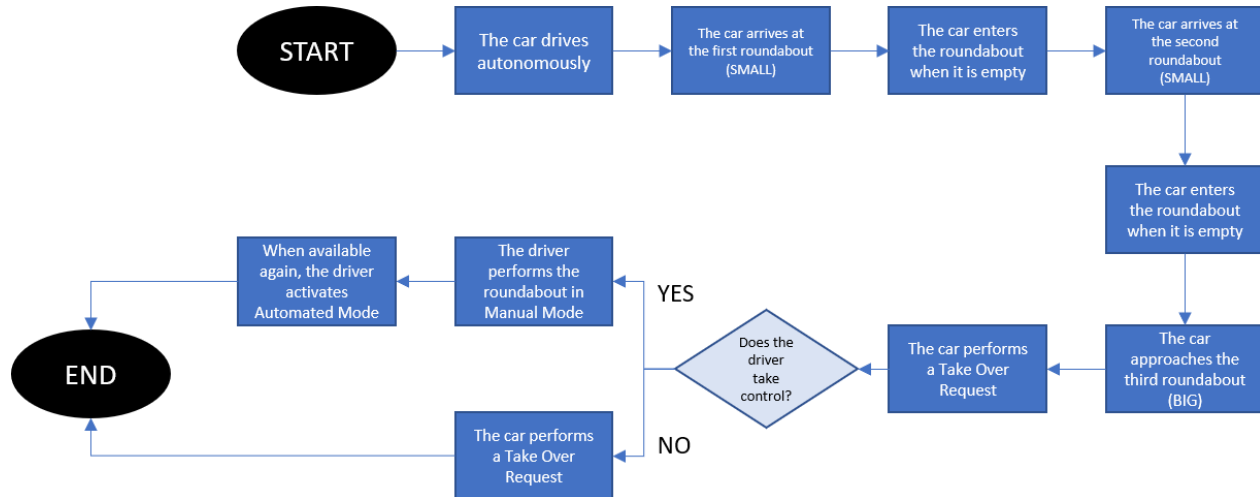 START
The car drives
autonomously
The car arrives at
the first roundabout
(SMALL)
The car enters
the roundabout
when it is empty
The car arrives at
the second
roundabout
(SMALL)
The car enters
the roundabout
when it is empty
The car
approaches the
third roundabout
(BIG)
The car performs
a Take Over
Request
Does the
driver
take
control?
YES
The driver
performs the
roundabout in
Manual Mode
When available
again, the driver
activates
Automated Mode
NO
The car performs
a Take Over
Request
END